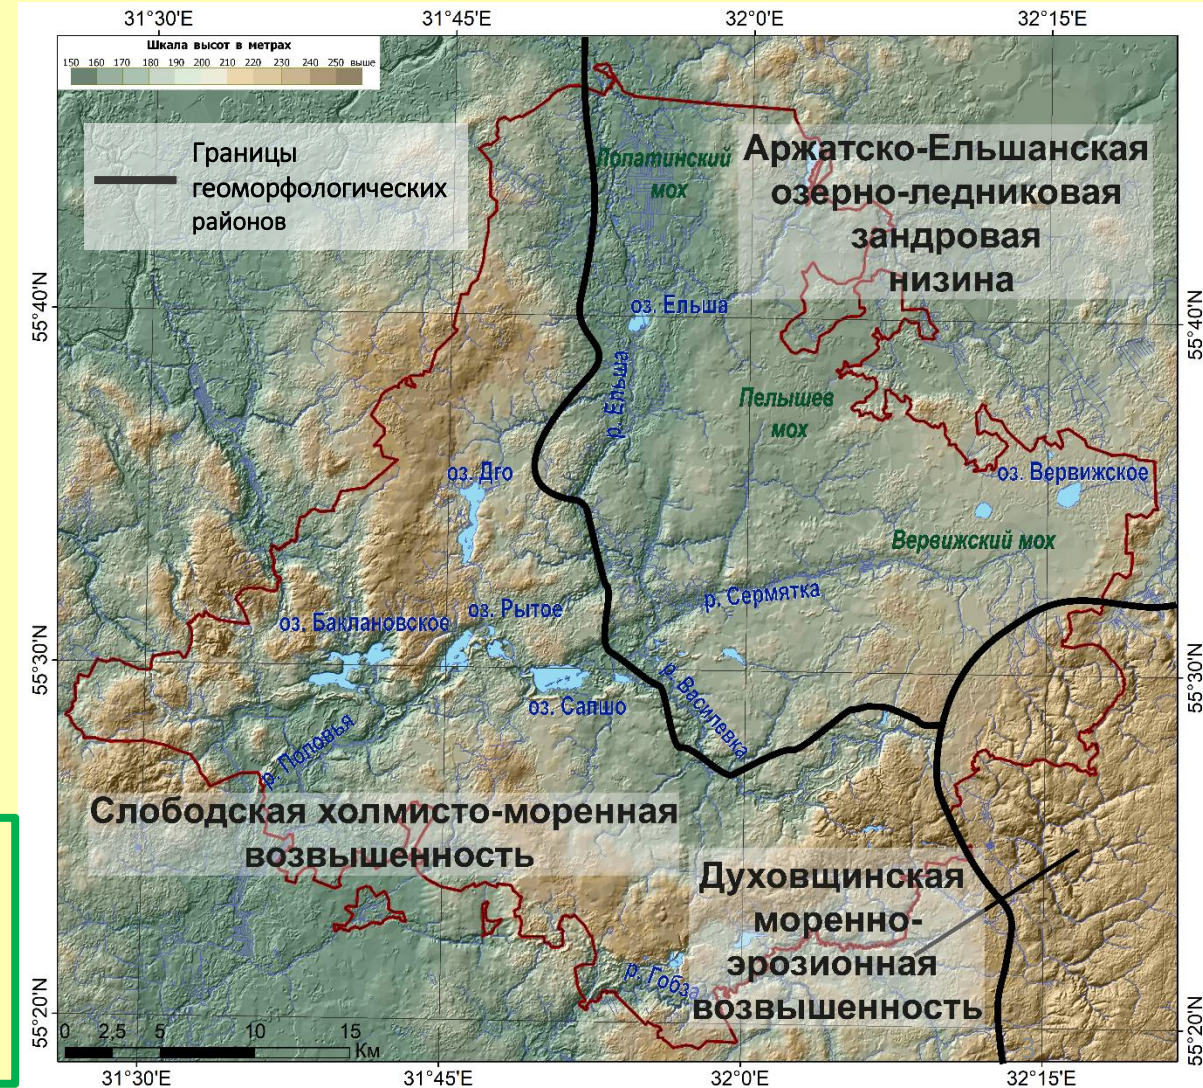 31°30'E 31°45'E 32°0'E 32°15'E
Шкала высот в метрах
150 160 170 180 190 200 210 220 230 240 250 выше
Границы
геоморфологических
районов
Лопатинский
мох
Аржатско-Ельшанская
озерно-ледниковая
зандровая
низина
55°40'N
55°40'N
оз. Ельша
р. Ельша
Пелышев
мох
оз. Дго
оз. Вервижское
Вервижский мох
р. Сермятка
оз. Рытое
оз. Баклановское
55°30'N
55°30'N
оз. Сапшо
р. Василевка
р. Половья
Слободская холмисто-моренная
возвышенность
Духовщинская
моренно-
эрозионная
возвышенность
р. Гобза
55°20'N
55°20'N
0 2,5 5 10 15
Км
31°30'E 31°45'E 32°0'E 32°15'E